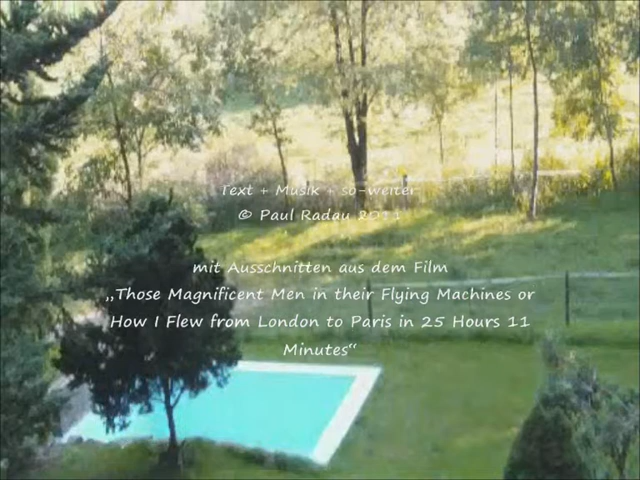 Text + Musik + so-weiter
© Paul Radau 2011
mit Ausschnitten aus dem Film
„Those Magnificent Men in their Flying Machines or
How I Flew from London to Paris in 25 Hours 11
Minutes“